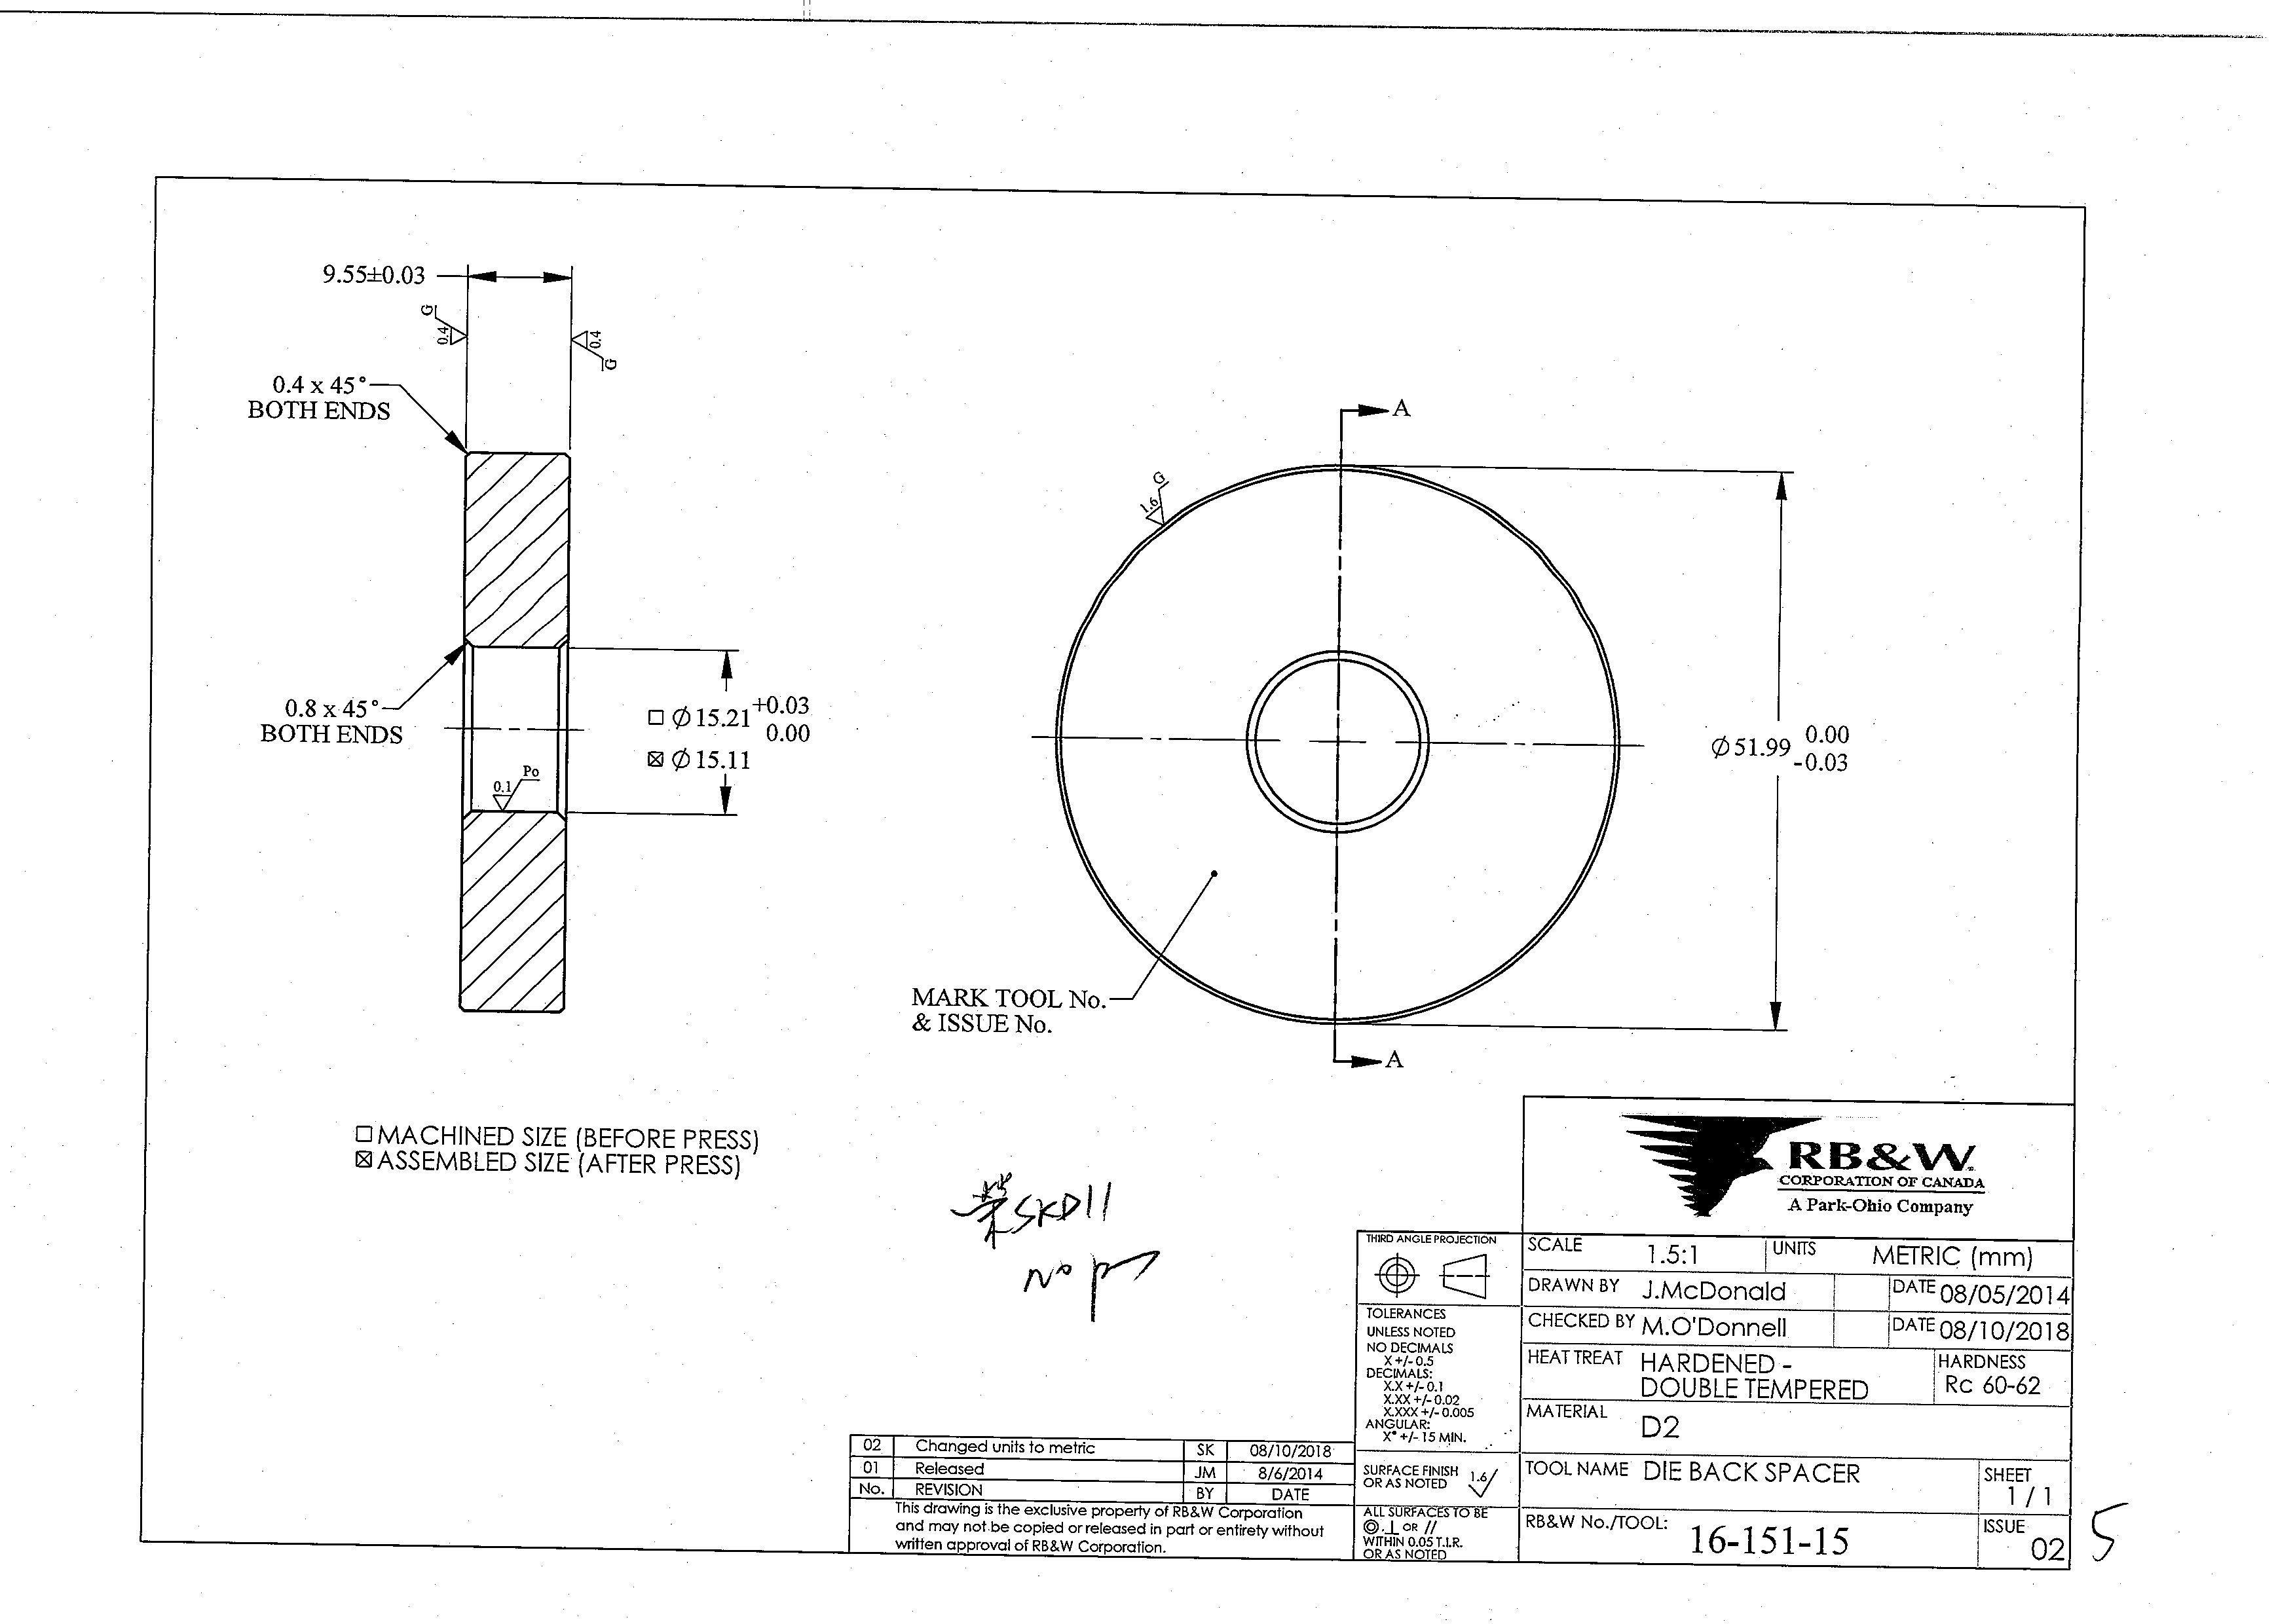 9.55±0.03
0.4
G
0.4
G
0.4 x 45°
BOTH ENDS
0.8 x 45°
BOTH ENDS
□ ⌀15.21 +0.03
0.00
☒ ⌀15.11
0.1
Po
A
1.6
G
⌀51.99 0.00
-0.03
MARK TOOL No.
& ISSUE No.
A
□ MACHINED SIZE (BEFORE PRESS)
☒ ASSEMBLED SIZE (AFTER PRESS)
SKD11
No
RB&W
CORPORATION OF CANADA
A Park-Ohio Company
THIRD ANGLE PROJECTION
SCALE 1.5:1 UNITS METRIC (mm)
DRAWN BY J.McDonald DATE 08/05/2014
CHECKED BY M.O'Donnell DATE 08/10/2018
HEAT TREAT HARDENED -
DOUBLE TEMPERED
HARDNESS
Rc 60-62
MATERIAL D2
TOOL NAME DIE BACK SPACER
SHEET
1 / 1
RB&W No./TOOL: 16-151-15
ISSUE
02
5
TOLERANCES
UNLESS NOTED
NO DECIMALS
X +/- 0.5
DECIMALS:
X.X +/- 0.1
X.XX +/- 0.02
X.XXX +/- 0.005
ANGULAR:
X° +/- 15 MIN.
SURFACE FINISH
OR AS NOTED 1.6
ALL SURFACES TO BE
◎.⊥ OR //
WITHIN 0.05 T.I.R.
OR AS NOTED
02 Changed units to metric SK 08/10/2018
01 Released JM 8/6/2014
No. REVISION BY DATE
This drawing is the exclusive property of RB&W Corporation
and may not be copied or released in part or entirety without
written approval of RB&W Corporation.